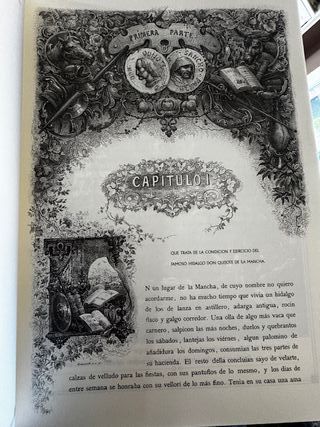 PRIMERA PARTE
DON QUIJOTE
SANCHO
CAPITULO I
QUE TRATA DE LA CONDICION Y EJERCICIO DEL
FAMOSO HIDALGO DON QUIJOTE DE LA MANCHA.
N un lugar de la Mancha, de cuyo nombre no quiero
acordarme, no ha mucho tiempo que vivia un hidalgo
de los de lanza en astillero, adarga antigua, rocin
flaco y galgo corredor. Una olla de algo mas vaca que
carnero, salpicon las mas noches, duelos y quebrantos
los sábados, lantejas los viérnes, algun palomino de
añadidura los domingos, consumian las tres partes de
su hacienda. El resto della concluian sayo de velarte,
calzas de velludo para las fiestas, con sus pantuflos de lo mesmo, y los dias
entre semana se honraba con su vellorí de lo mas fino. Tenia en su casa una ama